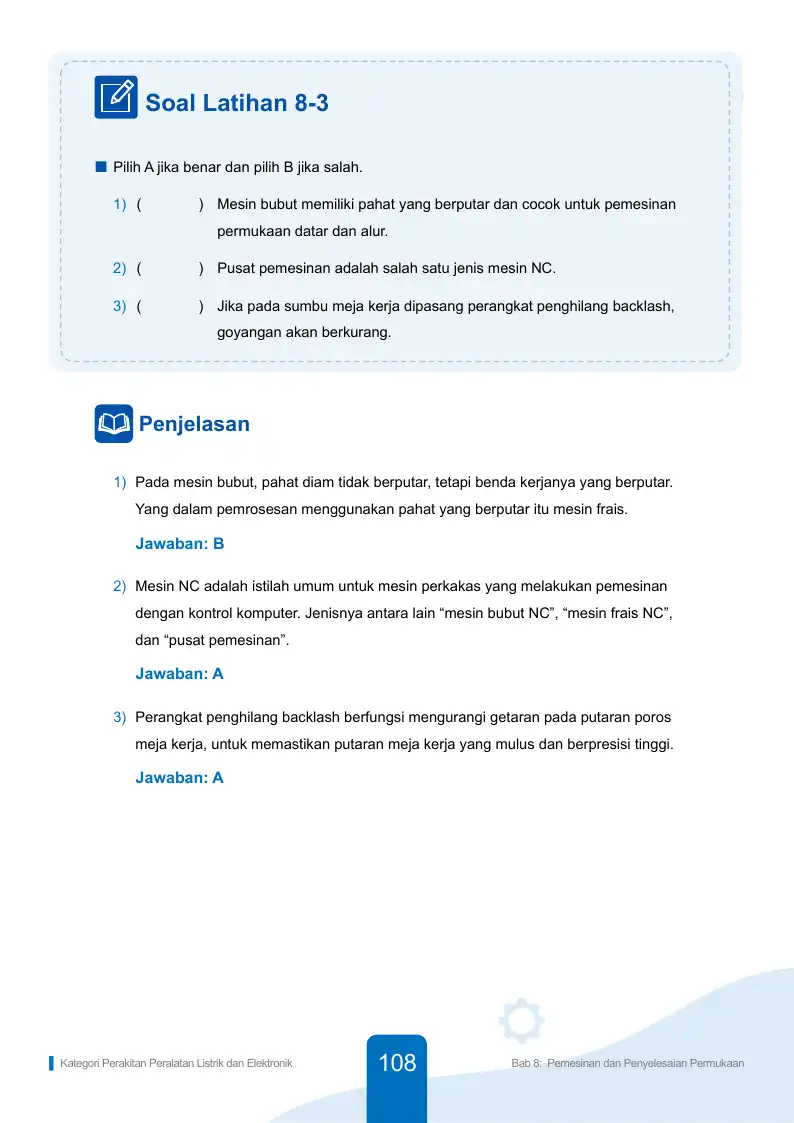 Soal Latihan 8-3
■ Pilih A jika benar dan pilih B jika salah.
1) ( ) Mesin bubut memiliki pahat yang berputar dan cocok untuk pemesinan
permukaan datar dan alur.
2) ( ) Pusat pemesinan adalah salah satu jenis mesin NC.
3) ( ) Jika pada sumbu meja kerja dipasang perangkat penghilang backlash,
goyangan akan berkurang.
Penjelasan
1) Pada mesin bubut, pahat diam tidak berputar, tetapi benda kerjanya yang berputar.
Yang dalam pemrosesan menggunakan pahat yang berputar itu mesin frais.
Jawaban: B
2) Mesin NC adalah istilah umum untuk mesin perkakas yang melakukan pemesinan
dengan kontrol komputer. Jenisnya antara lain “mesin bubut NC”, “mesin frais NC”,
dan “pusat pemesinan”.
Jawaban: A
3) Perangkat penghilang backlash berfungsi mengurangi getaran pada putaran poros
meja kerja, untuk memastikan putaran meja kerja yang mulus dan berpresisi tinggi.
Jawaban: A
Kategori Perakitan Peralatan Listrik dan Elektronik
108
Bab 8: Pemesinan dan Penyelesaian Permukaan